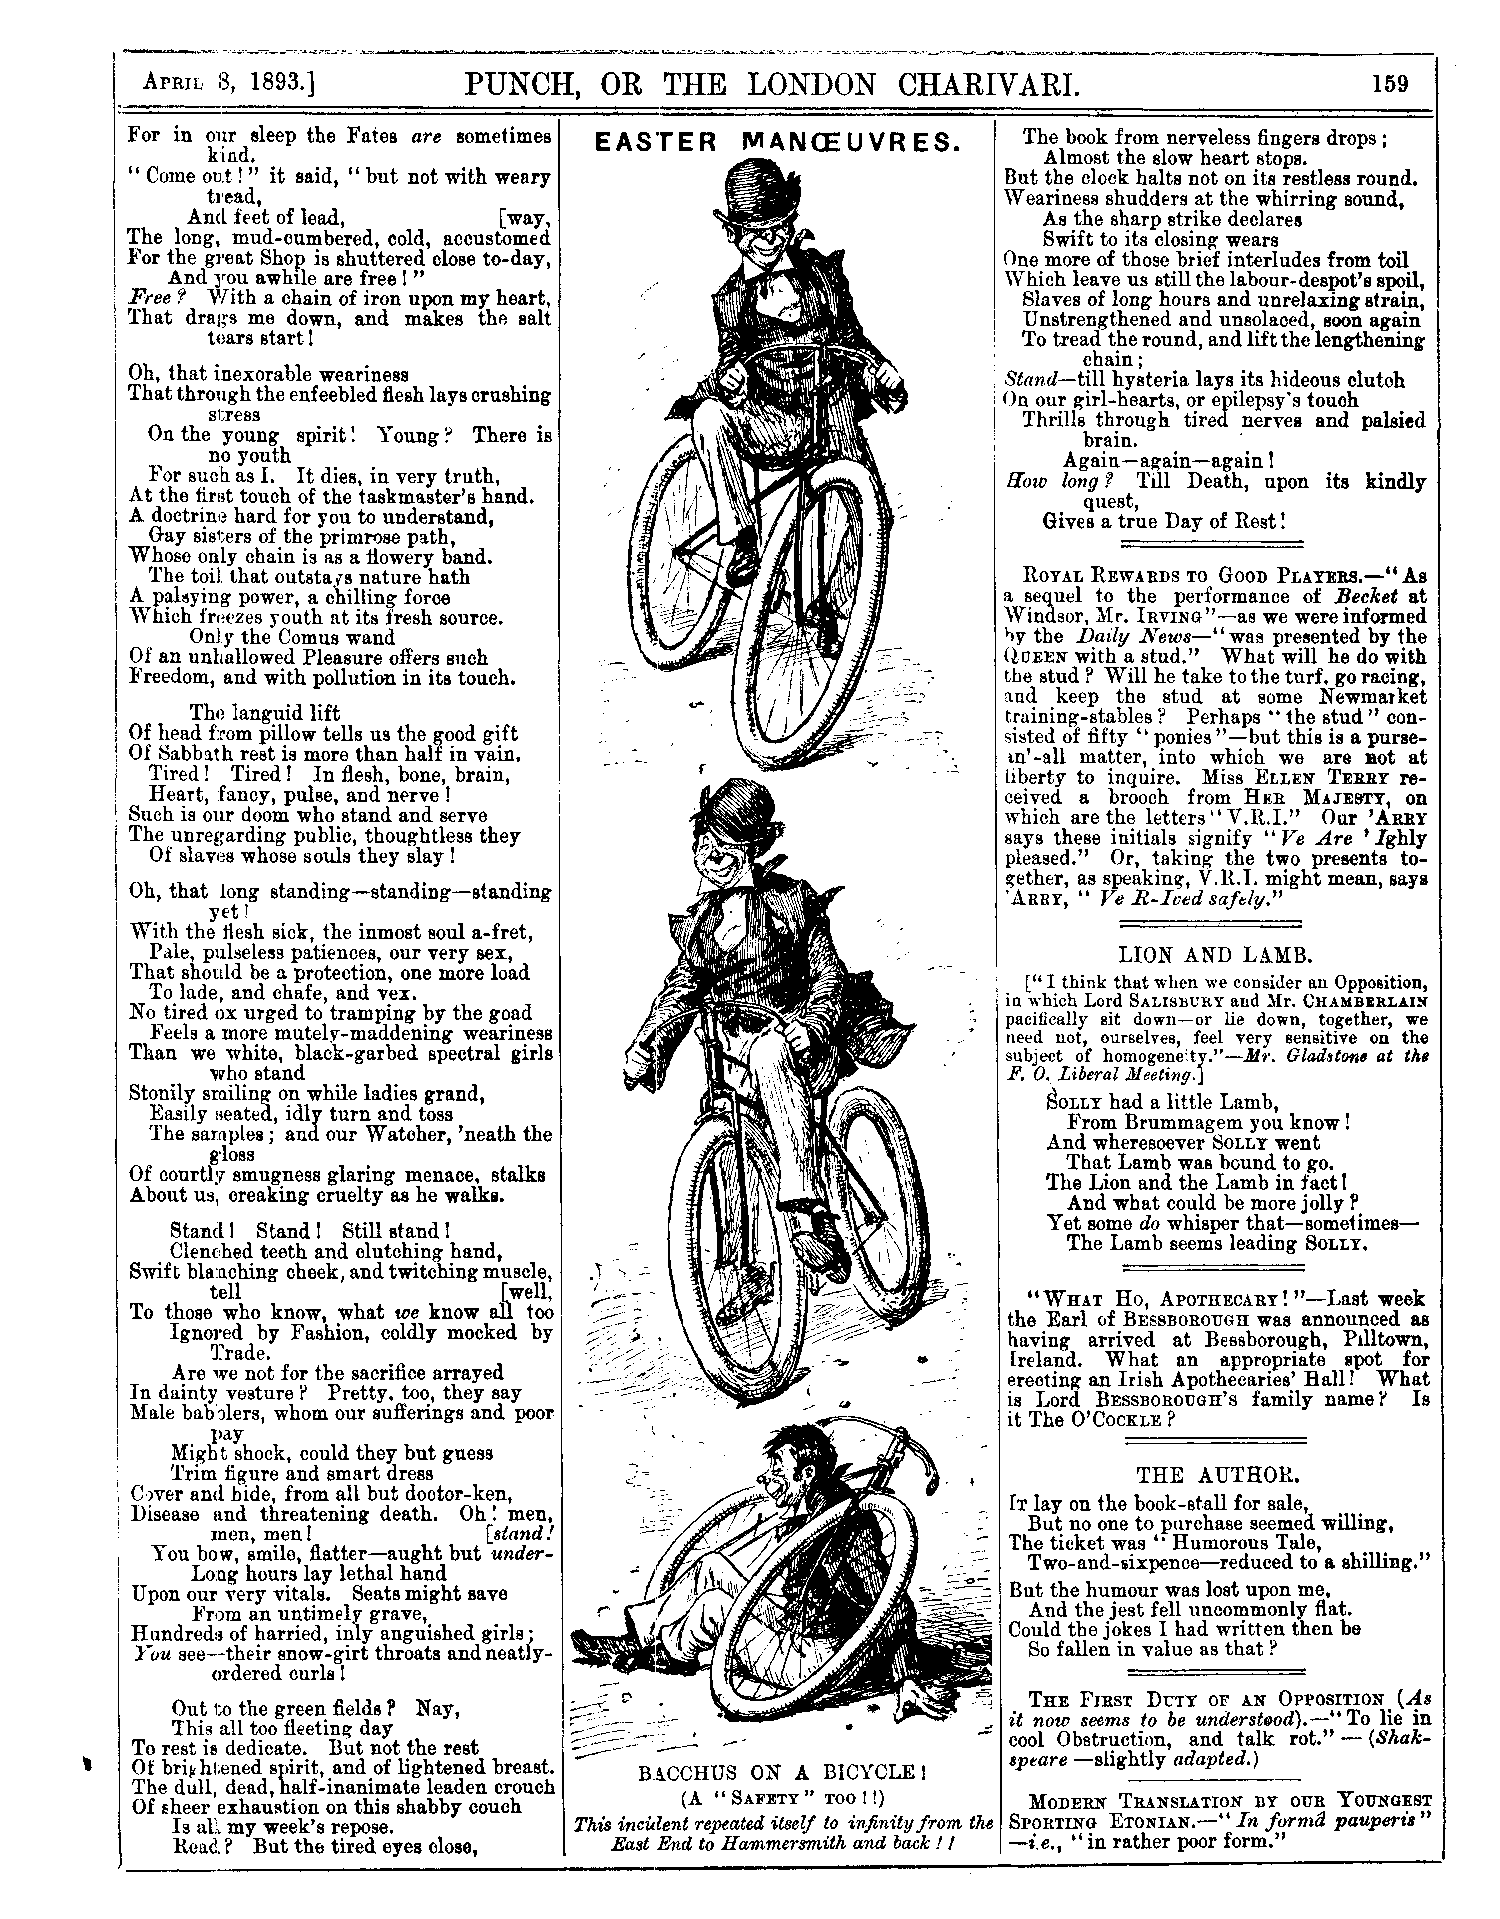 APRIL 8, 1893.] PUNCH, OR THE LONDON CHARIVARI. 159
For in our sleep the Fates are sometimes
kind.
"Come out!" it said, "but not with weary
tread,
And feet of lead, [way,
The long, mud-cumbered, cold, accustomed
For the great Shop is shuttered close to-day,
And you awhile are free!"
Free? With a chain of iron upon my heart,
That drags me down, and makes the salt
tears start!
Oh, that inexorable weariness
That through the enfeebled flesh lays crushing
stress
On the young spirit! Young? There is
no youth
For such as I. It dies, in very truth,
At the first touch of the taskmaster's hand.
A doctrine hard for you to understand,
Gay sisters of the primrose path,
Whose only chain is as a flowery band.
The toil that outstays nature hath
A palsying power, a chilling force
Which freezes youth at its fresh source.
Only the Comus wand
Of an unhallowed Pleasure offers such
Freedom, and with pollution in its touch.
The languid lift
Of head from pillow tells us the good gift
Of Sabbath rest is more than half in vain.
Tired! Tired! In flesh, bone, brain,
Heart, fancy, pulse, and nerve!
Such is our doom who stand and serve
The unregarding public, thoughtless they
Of slaves whose souls they slay!
Oh, that long standing—standing—standing
yet!
With the flesh sick, the inmost soul a-fret,
Pale, pulseless patiences, our very sex,
That should be a protection, one more load
To lade, and chafe, and vex.
No tired ox urged to tramping by the goad
Feels a more mutely-maddening weariness
Than we white, black-garbed spectral girls
who stand
Stonily smiling on while ladies grand,
Easily seated, idly turn and toss
The samples; and our Watcher, 'neath the
gloss
Of courtly smugness glaring menace, stalks
About us, creaking cruelty as he walks.
Stand! Stand! Still stand!
Clenched teeth and clutching hand,
Swift blanching cheek, and twitching muscle,
tell [well,
To those who know, what we know all too
Ignored by Fashion, coldly mocked by
Trade.
Are we not for the sacrifice arrayed
In dainty vesture? Pretty, too, they say
Male babblers, whom our sufferings and poor
pay
Might shock, could they but guess
Trim figure and smart dress
Cover and hide, from all but doctor-ken,
Disease and threatening death. Oh! men,
men, men! [stand!
You bow, smile, flatter—aught but under-
Long hours lay lethal hand
Upon our very vitals. Seats might save
From an untimely grave,
Hundreds of harried, inly anguished girls;
You see—their snow-girt throats and neatly-
ordered curls!
Out to the green fields? Nay,
This all too fleeting day
To rest is dedicate. But not the rest
Of brightened spirit, and of lightened breast.
The dull, dead, half-inanimate leaden crouch
Of sheer exhaustion on this shabby couch
Is all my week's repose.
Read? But the tired eyes close,
EASTER MANŒUVRES.
BACCHUS ON A BICYCLE!
(A "SAFETY" TOO!!)
This incident repeated itself to infinity from the
East End to Hammersmith and back!!
The book from nerveless fingers drops;
Almost the slow heart stops.
But the clock halts not on its restless round.
Weariness shudders at the whirring sound,
As the sharp strike declares
Swift to its closing wears
One more of those brief interludes from toil
Which leave us still the labour-despot's spoil,
Slaves of long hours and unrelaxing strain,
Unstrengthened and unsolaced, soon again
To tread the round, and lift the lengthening
chain;
Stand—till hysteria lays its hideous clutch
On our girl-hearts, or epilepsy's touch
Thrills through tired nerves and palsied
brain.
Again—again—again!
How long? Till Death, upon its kindly
quest,
Gives a true Day of Rest!
ROYAL REWARDS TO GOOD PLAYERS.—"As
a sequel to the performance of Becket at
Windsor, Mr. IRVING"—as we were informed
by the Daily News—"was presented by the
QUEEN with a stud." What will he do with
the stud? Will he take to the turf, go racing,
and keep the stud at some Newmarket
training-stables? Perhaps "the stud" con-
sisted of fifty "ponies"—but this is a purse-
in'-all matter, into which we are not at
liberty to inquire. Miss ELLEN TERRY re-
ceived a brooch from HER MAJESTY, on
which are the letters "V.R.I." Our 'ARRY
says these initials signify "Ve Are 'Ighly
pleased." Or, taking the two presents to-
gether, as speaking, V.R.I. might mean, says
'ARRY, "Ve R-Iced safely."
LION AND LAMB.
["I think that when we consider an Opposition,
in which Lord SALISBURY and Mr. CHAMBERLAIN
pacifically sit down—or lie down, together, we
need not, ourselves, feel very sensitive on the
subject of homogeneity."—Mr. Gladstone at the
F. O. Liberal Meeting.]
SOLLY had a little Lamb,
From Brummagem you know!
And wheresoever SOLLY went
That Lamb was bound to go.
The Lion and the Lamb in fact!
And what could be more jolly?
Yet some do whisper that—sometimes—
The Lamb seems leading SOLLY.
"WHAT HO, APOTHECARY!"—Last week
the Earl of BESSBOROUGH was announced as
having arrived at Bessborough, Pilltown,
Ireland. What an appropriate spot for
erecting an Irish Apothecaries' Hall! What
is Lord BESSBOROUGH'S family name? Is
it The O'COCKLE?
THE AUTHOR.
IT lay on the book-stall for sale,
But no one to purchase seemed willing,
The ticket was "Humorous Tale,
Two-and-sixpence—reduced to a shilling."
But the humour was lost upon me,
And the jest fell uncommonly flat.
Could the jokes I had written then be
So fallen in value as that?
THE FIRST DUTY OF AN OPPOSITION (As
it now seems to be understood).—"To lie in
cool Obstruction, and talk rot."—(Shak-
speare—slightly adapted.)
MODERN TRANSLATION BY OUR YOUNGEST
SPORTING ETONIAN.—"In formâ pauperis"
—i.e., "in rather poor form."